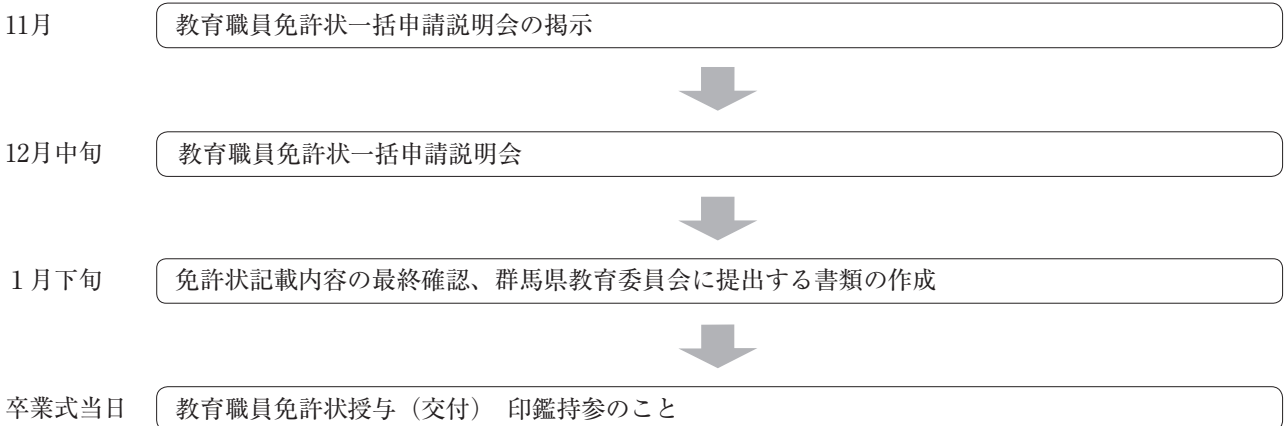 11月 教育職員免許状一括申請説明会の掲示
12月中旬 教育職員免許状一括申請説明会
1月下旬 免許状記載内容の最終確認、群馬県教育委員会に提出する書類の作成
卒業式当日 教育職員免許状授与（交付） 印鑑持参のこと